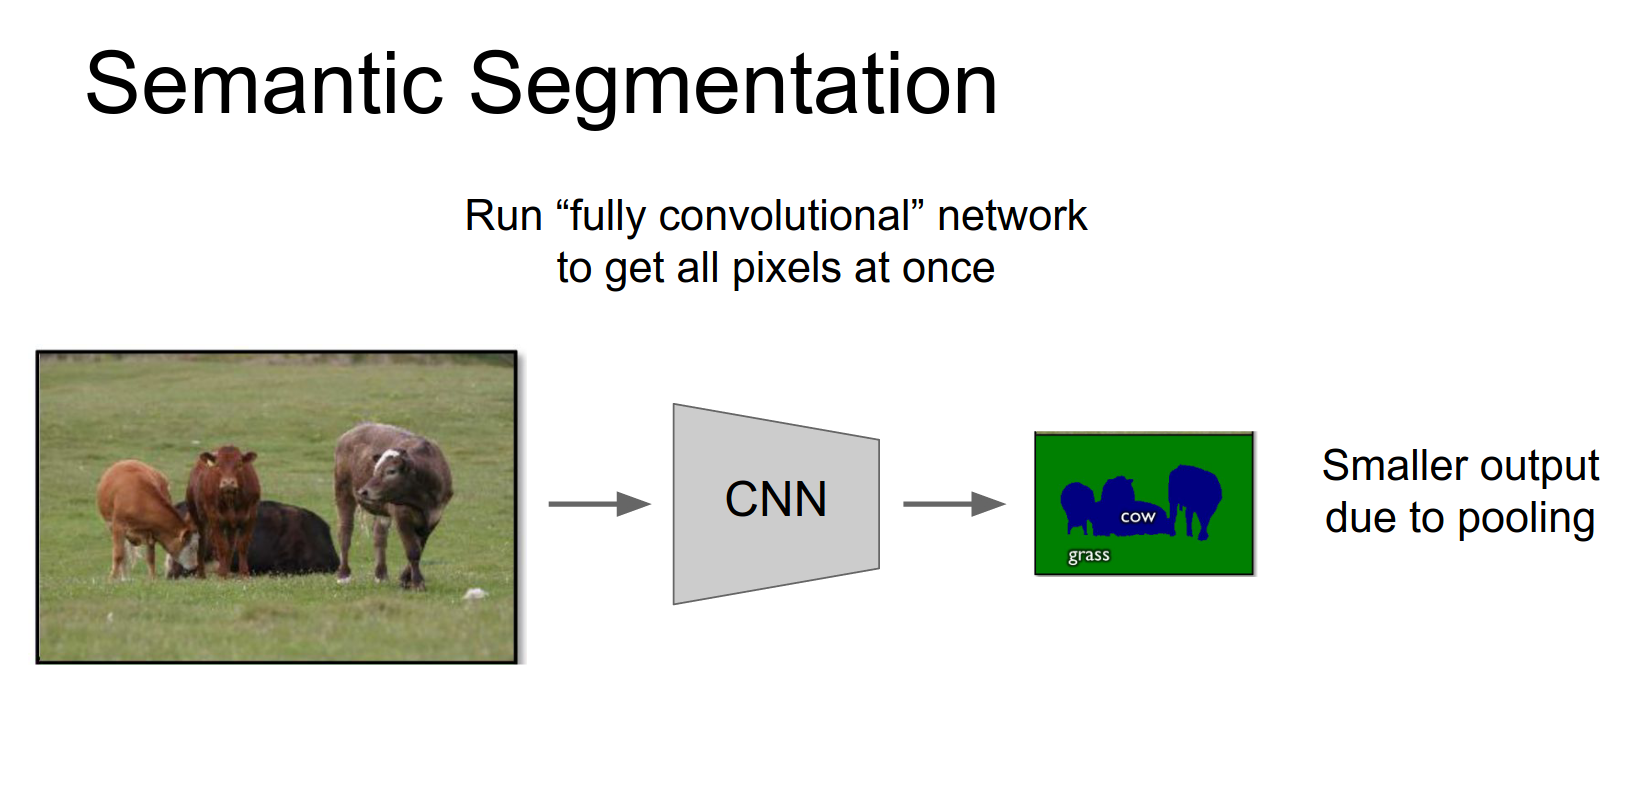 Semantic Segmentation
Run “fully convolutional” network
to get all pixels at once
CNN
cow
grass
Smaller output
due to pooling